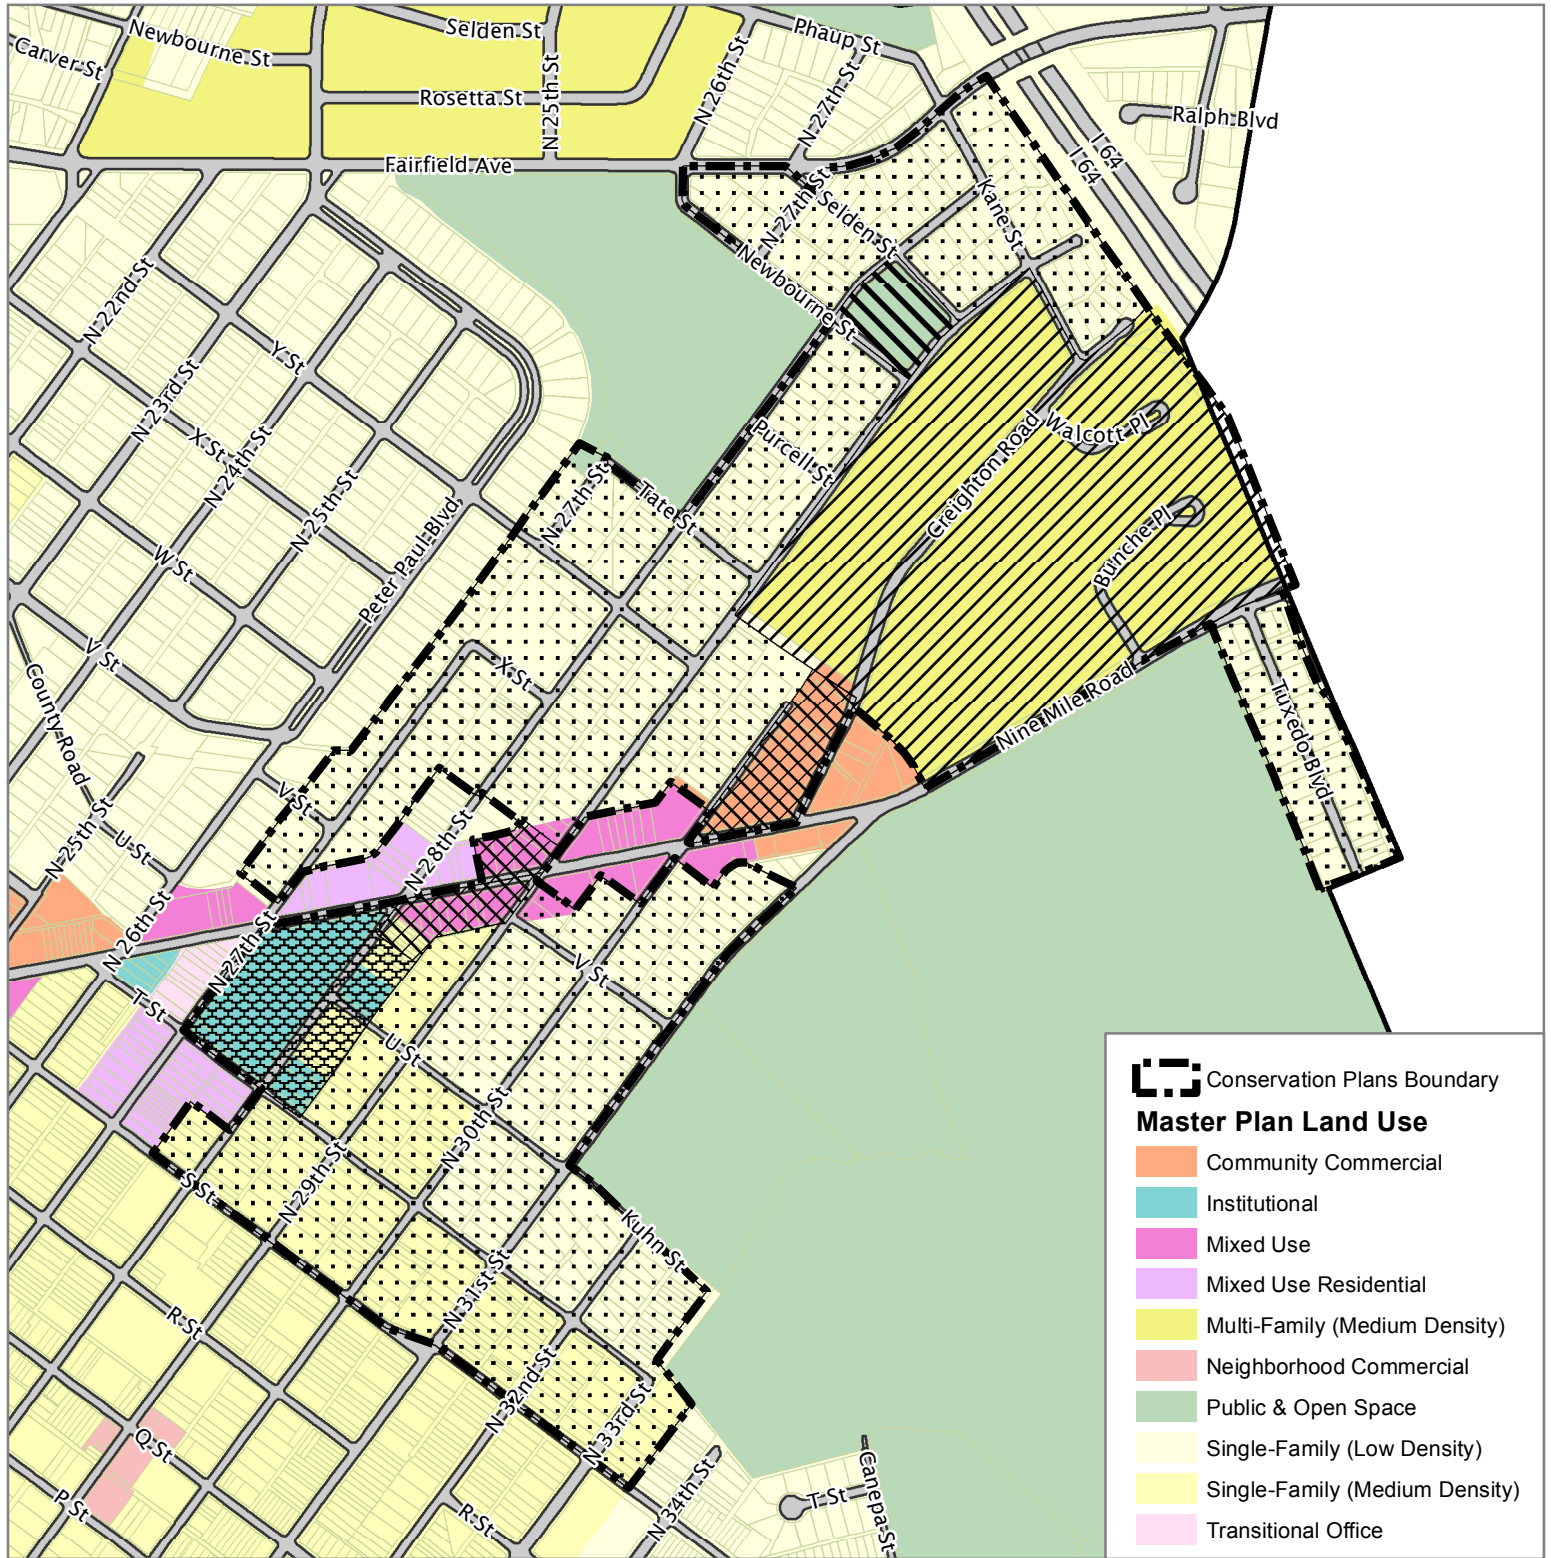 Selden St
Phaup St
Newbourne St
Carver St
N 25th St
N 26th St
N 27th St
Rosetta St
Ralph Blvd
I 64
I 64
Fairfield Ave
N 27th St
Selden St
Kane St
Newbourne St
N 22nd St
Y St
N 23rd St
X St
N 24th St
N 25th St
Peter Paul Blvd
W St
V St
County Road
Purcell St
Walcott Pl
Creighton Road
N 27th St
Tate St
Bunche Pl
X St
Nine Mile Road
Tuxedo Blvd
V St
U St
N 25th St
N 28th St
N 26th St
N 27th St
T St
V St
U St
N 30th St
N 29th St
S St
Kuhn St
N 31st St
R St
N 32nd St
N 33rd St
Q St
P St
R St
N 34th St
T St
Canepa St
Conservation Plans Boundary
Master Plan Land Use
Community Commercial
Institutional
Mixed Use
Mixed Use Residential
Multi-Family (Medium Density)
Neighborhood Commercial
Public & Open Space
Single-Family (Low Density)
Single-Family (Medium Density)
Transitional Office